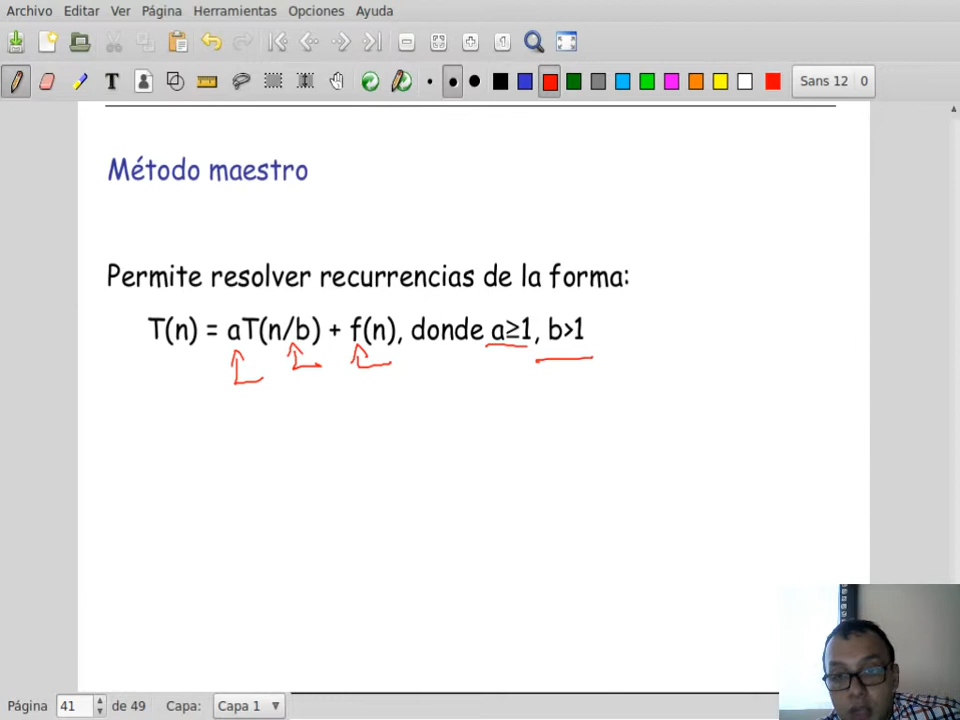 Archivo Editar Ver Página Herramientas Opciones Ayuda
T Sans 12 0
Método maestro
Permite resolver recurrencias de la forma:
T(n) = aT(n/b) + f(n), donde a≥1, b>1
Página 41 de 49 Capa: Capa 1